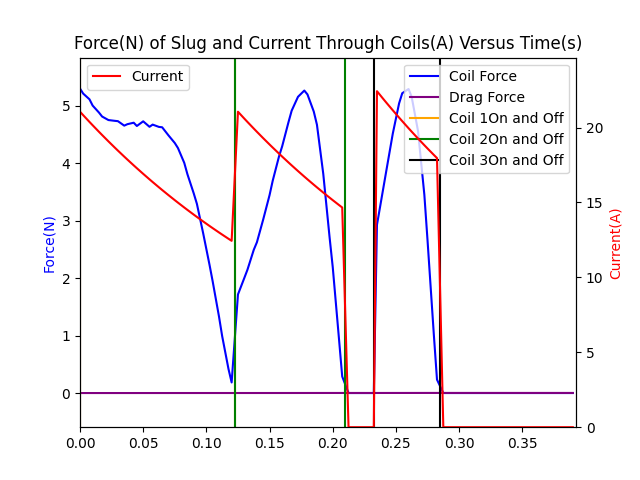 Force(N) of Slug and Current Through Coils(A) Versus Time(s)
Current
Coil Force
Drag Force
Coil 1On and Off
Coil 2On and Off
Coil 3On and Off
Force(N)
5
4
3
2
1
0
Current(A)
20
15
10
5
0
0.00 0.05 0.10 0.15 0.20 0.25 0.30 0.35